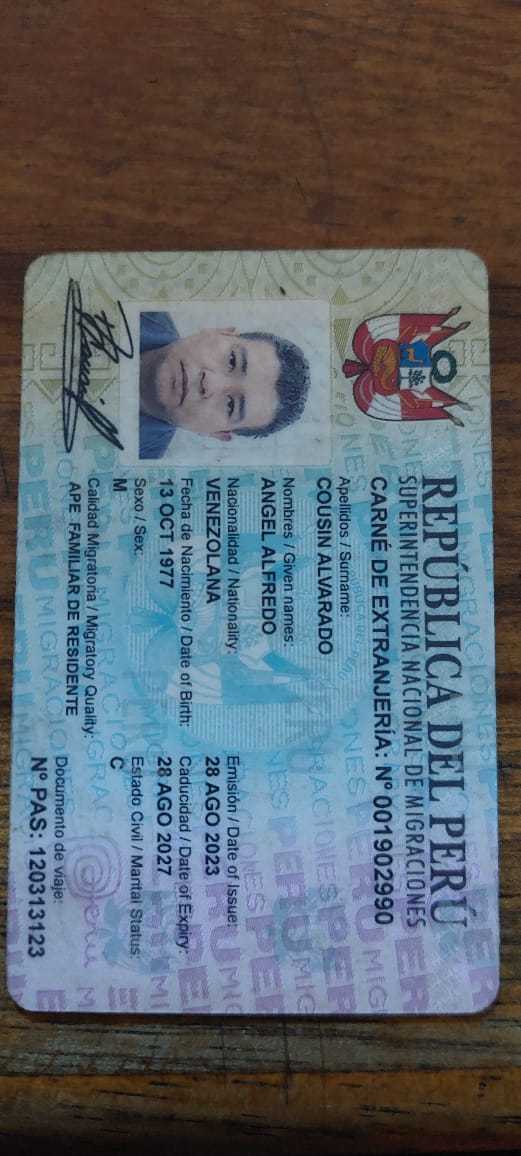 REPÚBLICA DEL PERÚ
SUPERINTENDENCIA NACIONAL DE MIGRACIONES
CARNÉ DE EXTRANJERÍA: N° 001902990
Apellidos / Surname:
COUSIN ALVARADO
Nombres / Given names:
ANGEL ALFREDO
Nacionalidad / Nationality:
VENEZOLANA
Emisión / Date of Issue:
28 AGO 2023
Fecha de Nacimiento / Date of Birth:
13 OCT 1977
Caducidad / Date of Expiry:
28 AGO 2027
Sexo / Sex:
M
Estado Civil / Marital Status:
C
Calidad Migratoria / Migratory Quality:
APE FAMILIAR DE RESIDENTE
Documento de viaje:
N° PAS: 120313123